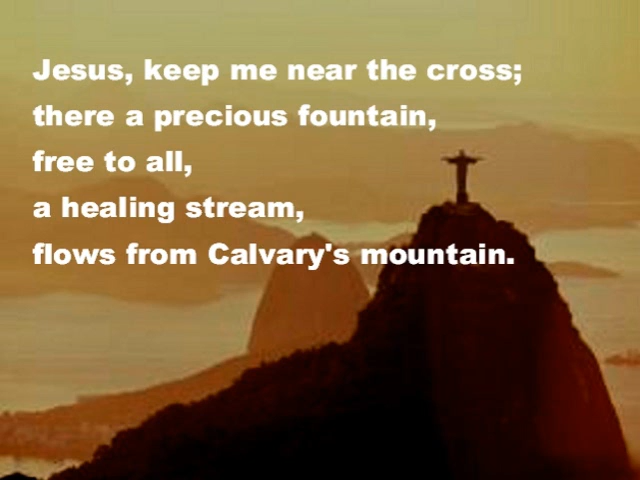 Jesus, keep me near the cross;
there a precious fountain,
free to all,
a healing stream,
flows from Calvary's mountain.